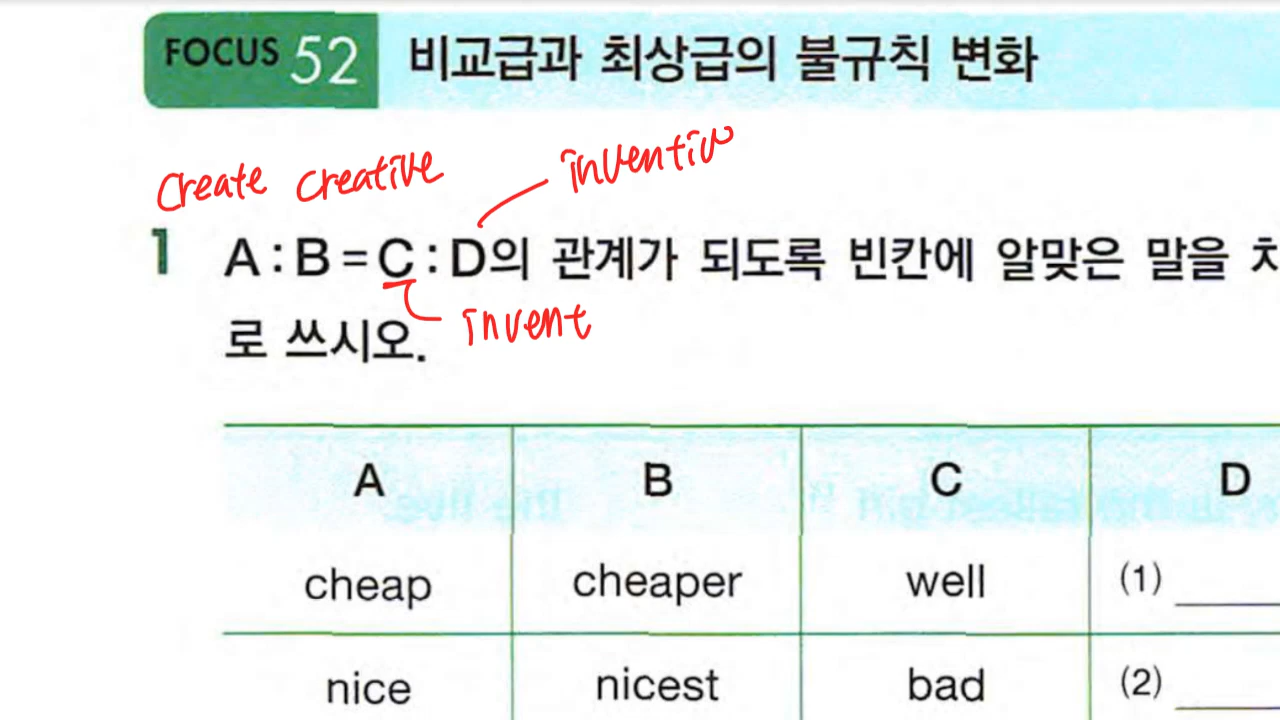 FOCUS 52 비교급과 최상급의 불규칙 변화
create creative inventiv
1 A : B = C : D의 관계가 되도록 빈칸에 알맞은 말을
로 쓰시오.
invent
A B C D
cheap cheaper well (1)
nice nicest bad (2)